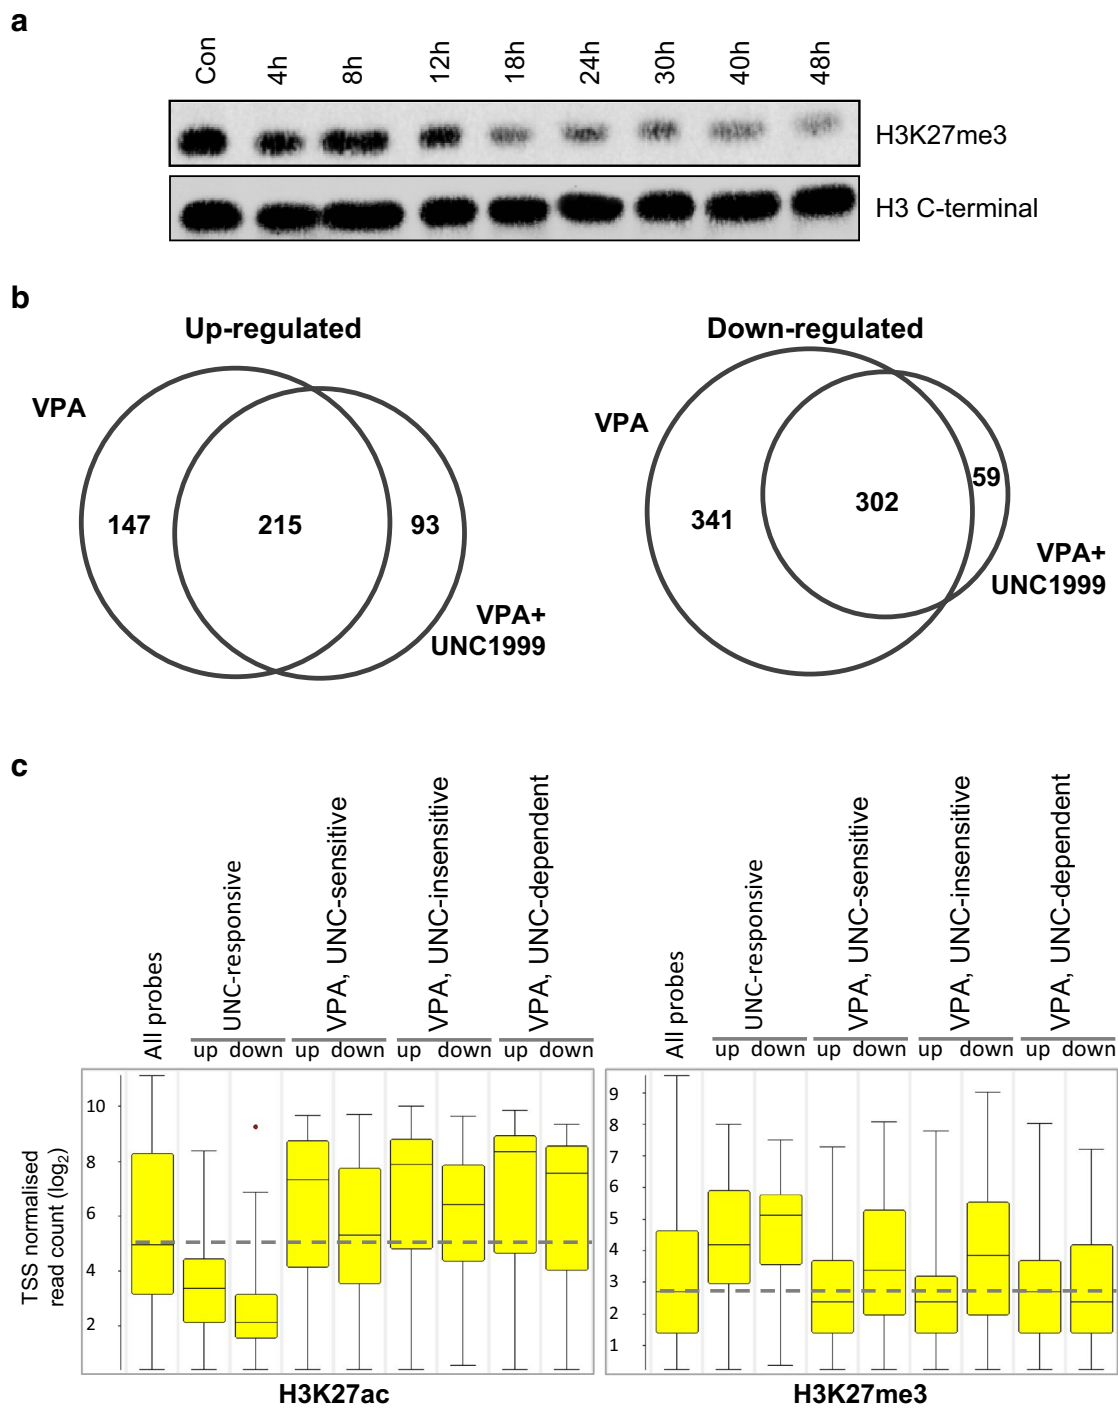 a
Con
4h
8h
12h
18h
24h
30h
40h
48h
H3K27me3
H3 C-terminal
b
Up-regulated
VPA
147
215
93
VPA+
UNC1999
Down-regulated
VPA
341
302
59
VPA+
UNC1999
c
All probes
UNC-responsive
VPA, UNC-sensitive
VPA, UNC-insensitive
VPA, UNC-dependent
up down up down up down up down
TSS normalised
read count (log2)
10
8
6
4
2
H3K27ac
All probes
UNC-responsive
VPA, UNC-sensitive
VPA, UNC-insensitive
VPA, UNC-dependent
up down up down up down up down
9
8
7
6
5
4
3
2
1
H3K27me3